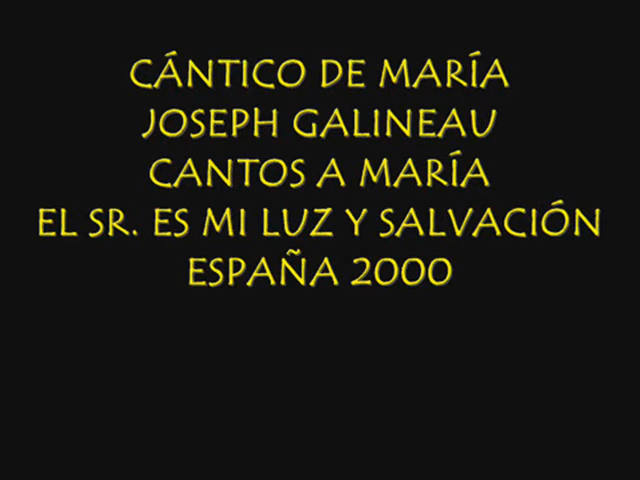 CÁNTICO DE MARÍA
JOSEPH GALINEAU
CANTOS A MARÍA
EL SR. ES MI LUZ Y SALVACIÓN
ESPAÑA 2000